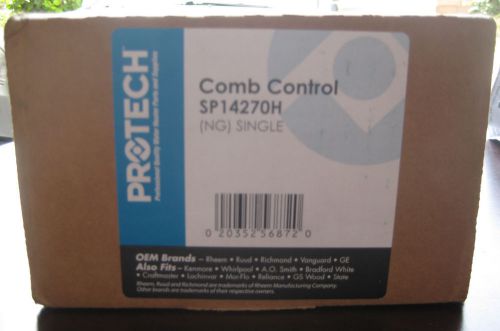 PROTECH™
Professional Quality Water Heater Parts and Supplies
Comb Control
SP14270H
(NG) SINGLE
0 20352 56872 0
OEM Brands – Rheem • Ruud • Richmond • Vanguard • GE
Also Fits – Kenmore • Whirlpool • A.O. Smith • Bradford White
• Craftmaster • Lochinvar • Mor-Flo • Reliance • GS Wood • State
Rheem, Ruud and Richmond are trademarks of Rheem Manufacturing Company.
Other brands are trademarks of their respective owners.